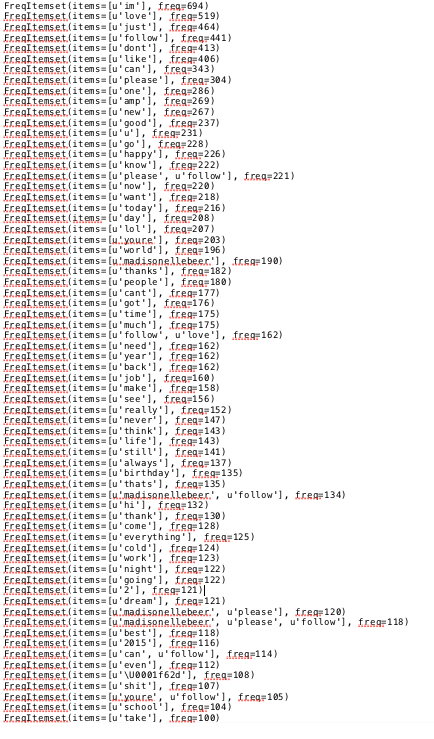 FreqItemset(items=[u'im'], freq=694)
FreqItemset(items=[u'love'], freq=519)
FreqItemset(items=[u'just'], freq=464)
FreqItemset(items=[u'follow'], freq=441)
FreqItemset(items=[u'dont'], freq=413)
FreqItemset(items=[u'like'], freq=406)
FreqItemset(items=[u'can'], freq=343)
FreqItemset(items=[u'please'], freq=304)
FreqItemset(items=[u'one'], freq=286)
FreqItemset(items=[u'amp'], freq=269)
FreqItemset(items=[u'new'], freq=267)
FreqItemset(items=[u'good'], freq=237)
FreqItemset(items=[u'u'], freq=231)
FreqItemset(items=[u'go'], freq=228)
FreqItemset(items=[u'happy'], freq=226)
FreqItemset(items=[u'know'], freq=222)
FreqItemset(items=[u'please', u'follow'], freq=221)
FreqItemset(items=[u'now'], freq=220)
FreqItemset(items=[u'want'], freq=218)
FreqItemset(items=[u'today'], freq=216)
FreqItemset(items=[u'day'], freq=208)
FreqItemset(items=[u'lol'], freq=207)
FreqItemset(items=[u'youre'], freq=203)
FreqItemset(items=[u'world'], freq=196)
FreqItemset(items=[u'madisonellebeer'], freq=190)
FreqItemset(items=[u'thanks'], freq=182)
FreqItemset(items=[u'people'], freq=180)
FreqItemset(items=[u'cant'], freq=177)
FreqItemset(items=[u'got'], freq=176)
FreqItemset(items=[u'time'], freq=175)
FreqItemset(items=[u'much'], freq=175)
FreqItemset(items=[u'follow', u'love'], freq=162)
FreqItemset(items=[u'need'], freq=162)
FreqItemset(items=[u'year'], freq=162)
FreqItemset(items=[u'back'], freq=162)
FreqItemset(items=[u'job'], freq=160)
FreqItemset(items=[u'make'], freq=158)
FreqItemset(items=[u'see'], freq=156)
FreqItemset(items=[u'really'], freq=152)
FreqItemset(items=[u'never'], freq=147)
FreqItemset(items=[u'think'], freq=143)
FreqItemset(items=[u'life'], freq=143)
FreqItemset(items=[u'still'], freq=141)
FreqItemset(items=[u'always'], freq=137)
FreqItemset(items=[u'birthday'], freq=135)
FreqItemset(items=[u'thats'], freq=135)
FreqItemset(items=[u'madisonellebeer', u'follow'], freq=134)
FreqItemset(items=[u'hi'], freq=132)
FreqItemset(items=[u'thank'], freq=130)
FreqItemset(items=[u'come'], freq=128)
FreqItemset(items=[u'everything'], freq=125)
FreqItemset(items=[u'cold'], freq=124)
FreqItemset(items=[u'work'], freq=123)
FreqItemset(items=[u'night'], freq=122)
FreqItemset(items=[u'going'], freq=122)
FreqItemset(items=[u'2'], freq=121)
FreqItemset(items=[u'dream'], freq=121)
FreqItemset(items=[u'madisonellebeer', u'please'], freq=120)
FreqItemset(items=[u'madisonellebeer', u'please', u'follow'], freq=118)
FreqItemset(items=[u'best'], freq=118)
FreqItemset(items=[u'2015'], freq=116)
FreqItemset(items=[u'can', u'follow'], freq=114)
FreqItemset(items=[u'even'], freq=112)
FreqItemset(items=[u'\U0001f62d'], freq=108)
FreqItemset(items=[u'shit'], freq=107)
FreqItemset(items=[u'youre', u'follow'], freq=105)
FreqItemset(items=[u'school'], freq=104)
FreqItemset(items=[u'take'], freq=100)